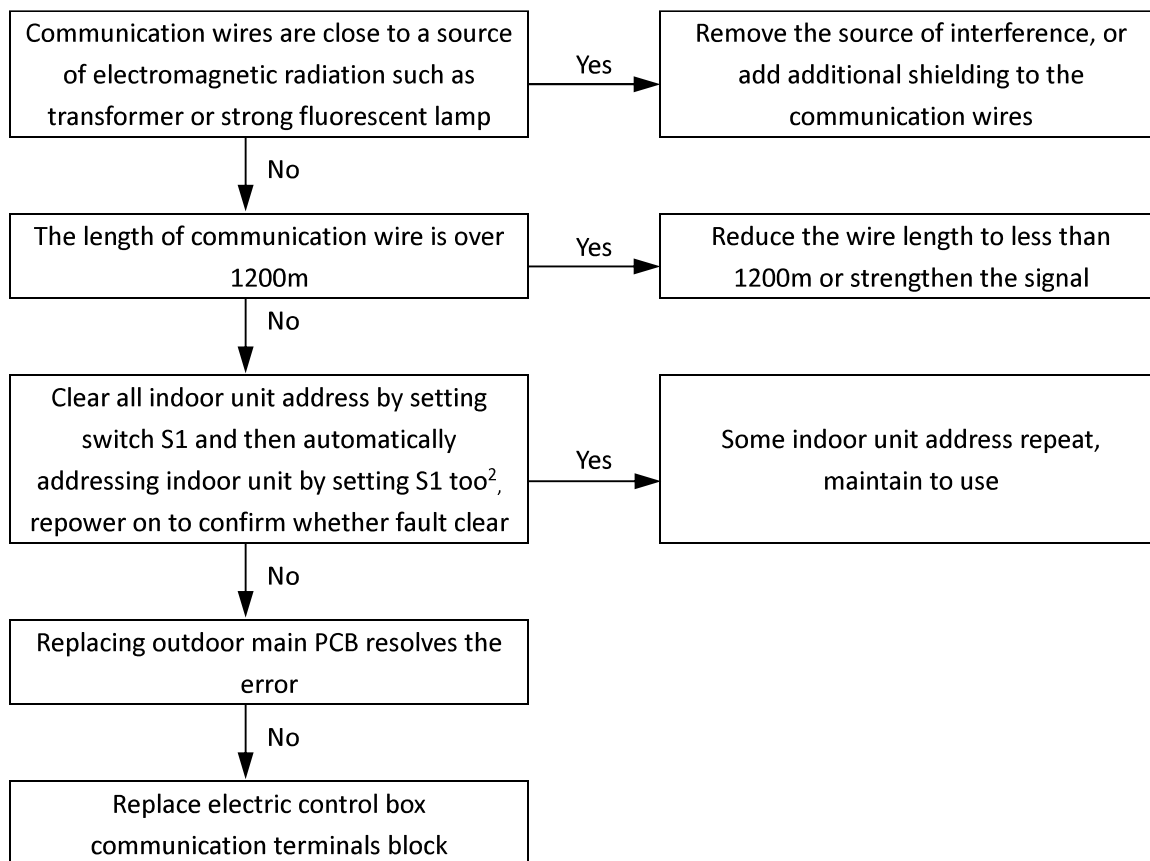 Communication wires are close to a source
of electromagnetic radiation such as
transformer or strong fluorescent lamp
Yes
Remove the source of interference, or
add additional shielding to the
communication wires
No
The length of communication wire is over
1200m
Yes
Reduce the wire length to less than
1200m or strengthen the signal
No
Clear all indoor unit address by setting
switch S1 and then automatically
addressing indoor unit by setting S1 too²,
repower on to confirm whether fault clear
Yes
Some indoor unit address repeat,
maintain to use
No
Replacing outdoor main PCB resolves the
error
No
Replace electric control box
communication terminals block